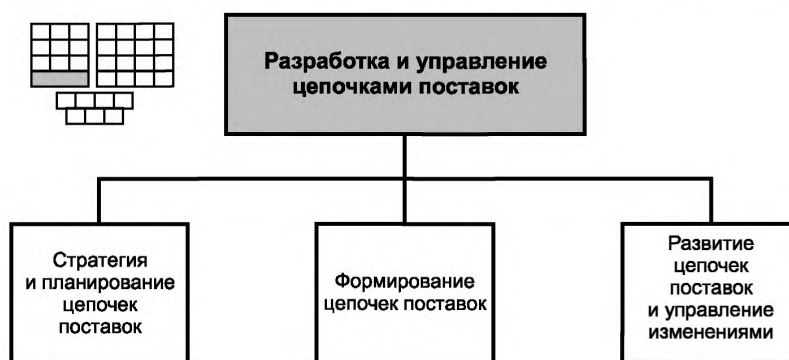 Разработка и управление
цепочками поставок
Стратегия
и планирование
цепочек
поставок
Формирование
цепочек поставок
Развитие
цепочек
поставок
и управление
изменениями